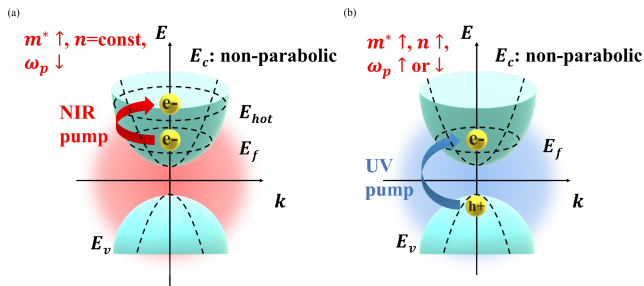 (a)
m* ↑, n=const,
ω_p ↓
E
E_c: non-parabolic
NIR
pump
e-
e-
E_hot
E_f
k
E_v
(b)
m* ↑, n ↑,
ω_p ↑ or ↓
E
E_c: non-parabolic
UV
pump
e-
E_f
h+
k
E_v